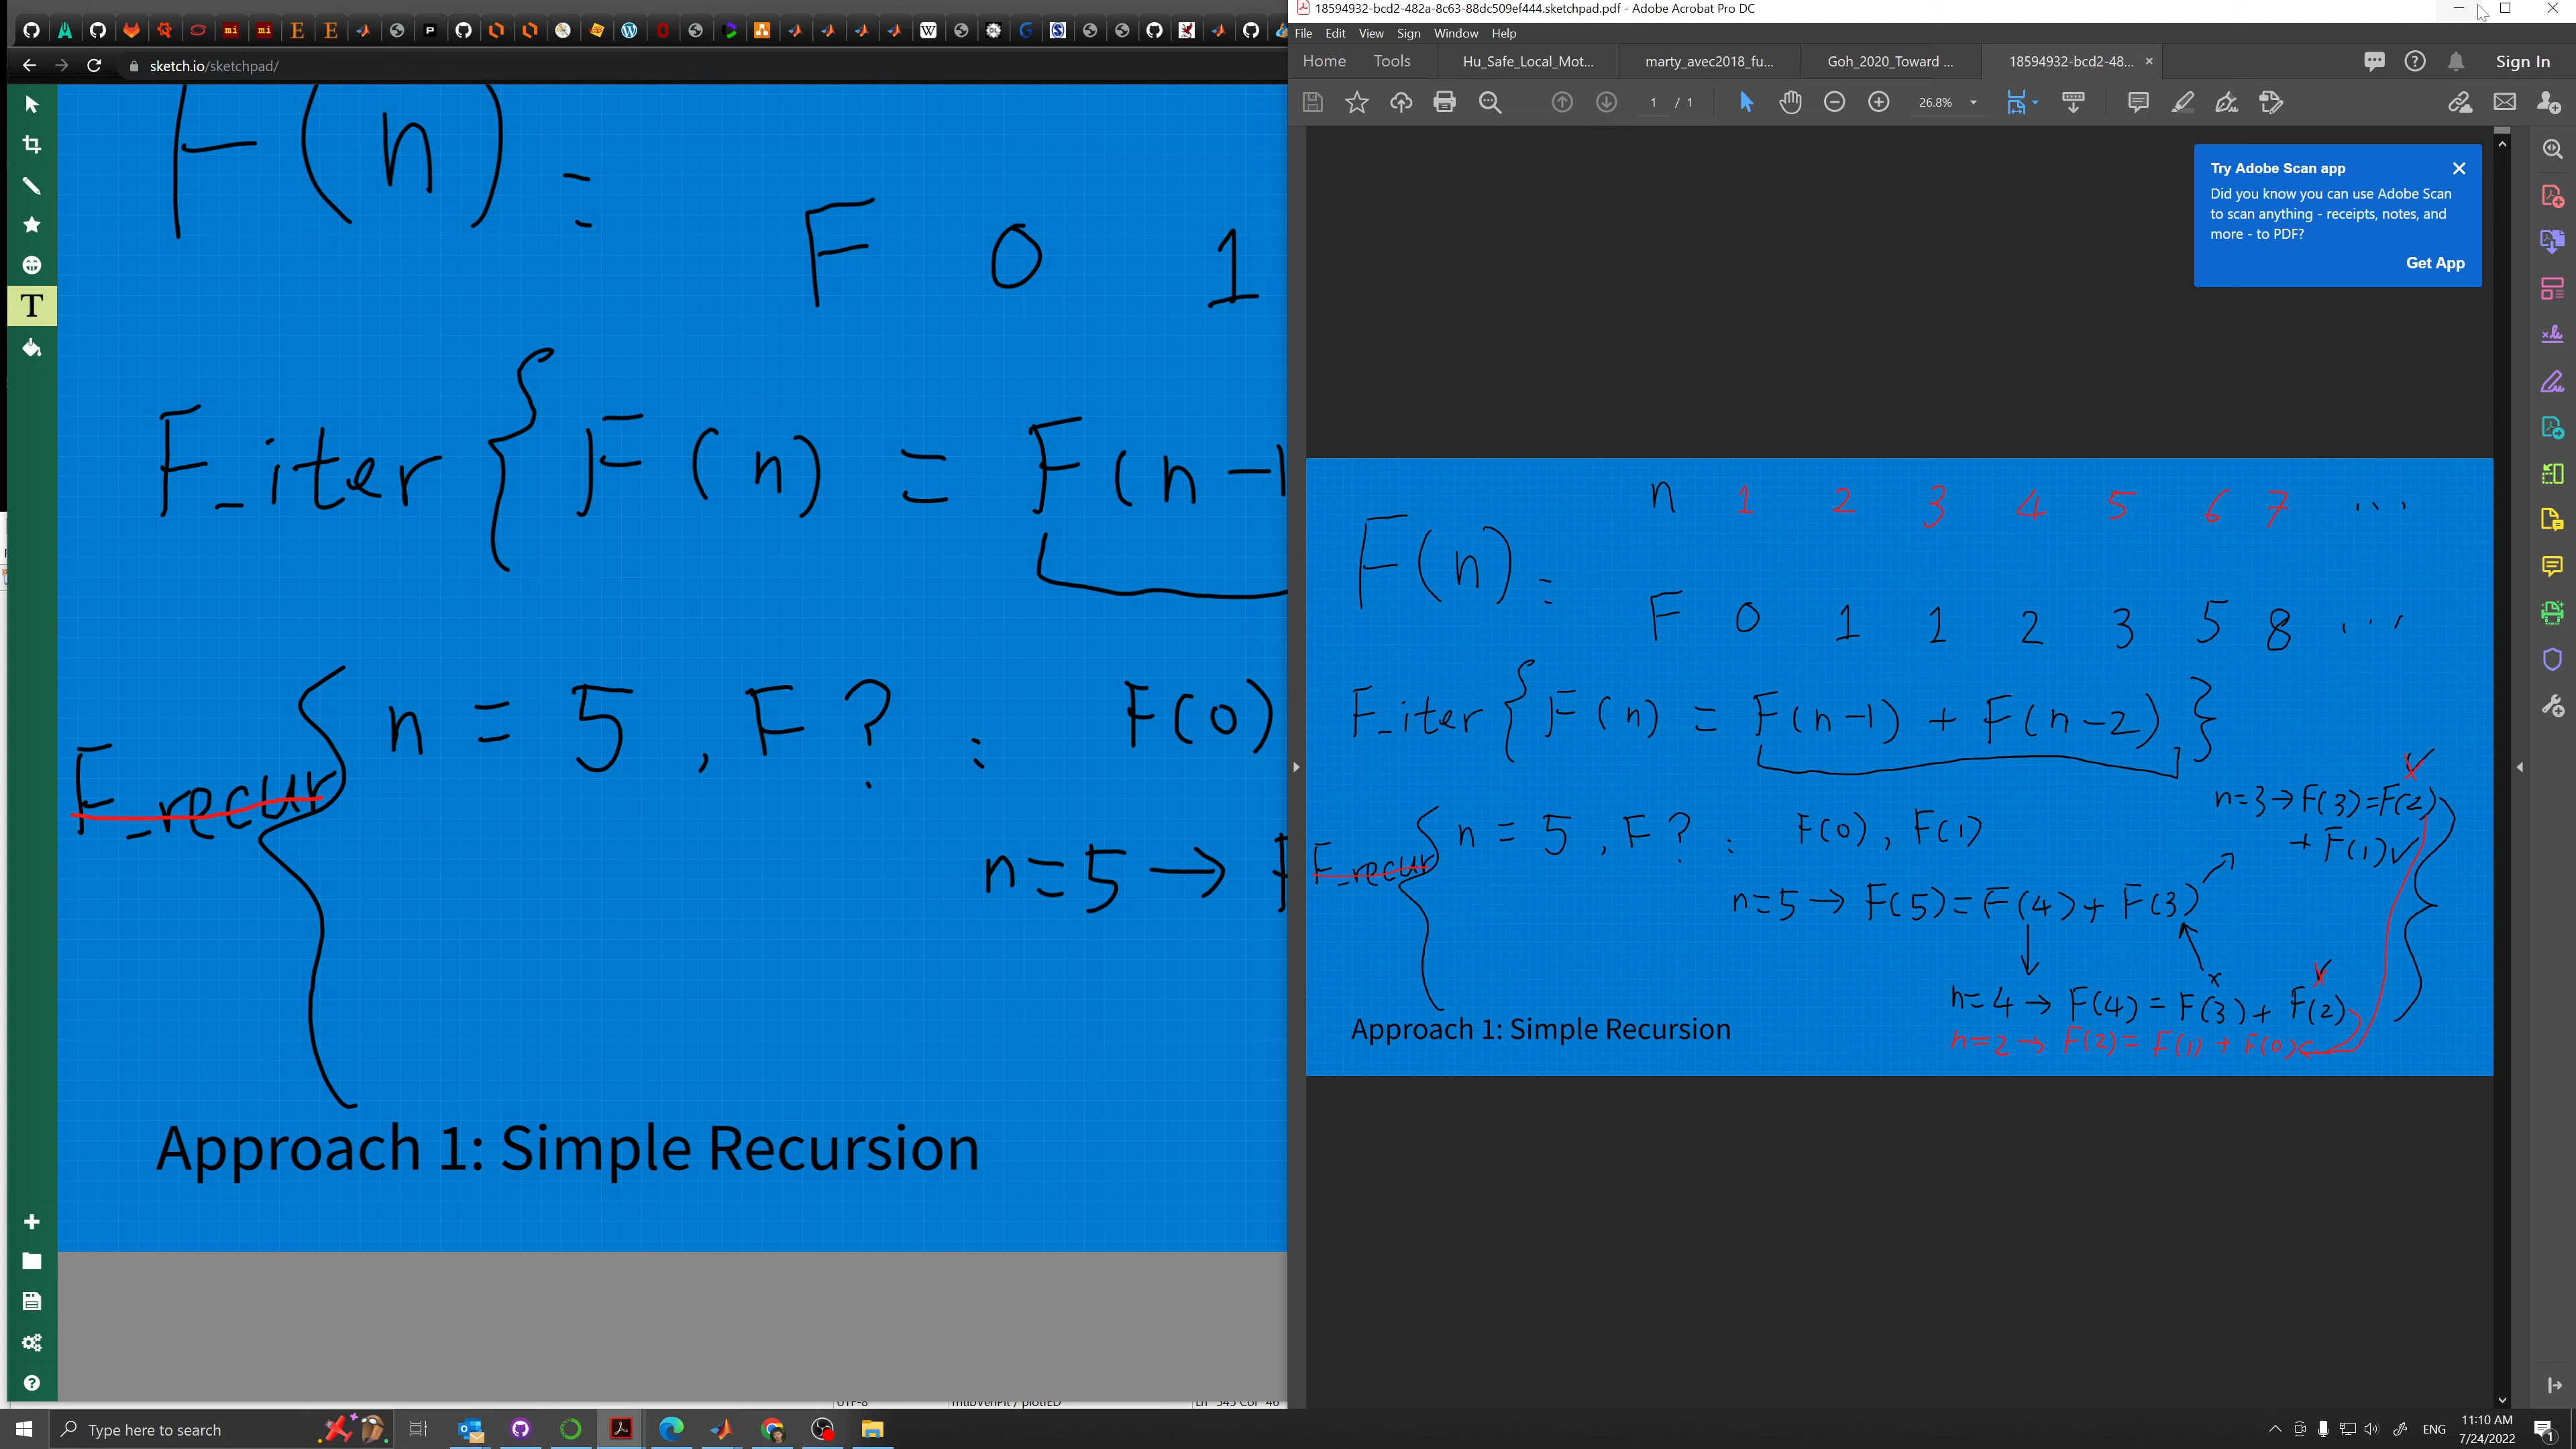 sketch.io/sketchpad/
F(n) =
F 0 1
F_iter { F(n) = F(n-1
n = 5, F? : F(0)
F_recur
n=5 →
Approach 1: Simple Recursion
UTF-8
18594932-bcd2-482a-8c63-88dc509ef444.sketchpad.pdf - Adobe Acrobat Pro DC
File Edit View Sign Window Help
Home Tools Hu_Safe_Local_Mot... marty_avec2018_fu... Goh_2020_Toward ... 18594932-bcd2-48... × Sign In
1 / 1 26.8%
Try Adobe Scan app
Did you know you can use Adobe Scan
to scan anything - receipts, notes, and
more - to PDF?
Get App
n 1 2 3 4 5 6 7 ...
F(n) =
F 0 1 1 2 3 5 8 ...
F_iter { F(n) = F(n-1) + F(n-2) }
n=3 → F(3)=F(2)
+ F(1)
n = 5, F? : F(0), F(1)
F_recur
n=5 → F(5)= F(4)+ F(3)
n=4 → F(4) = F(3)+ F(2)
n=2 → F(2)= F(1) + F(0)
Approach 1: Simple Recursion
Type here to search
ENG
11:10 AM
7/24/2022
1